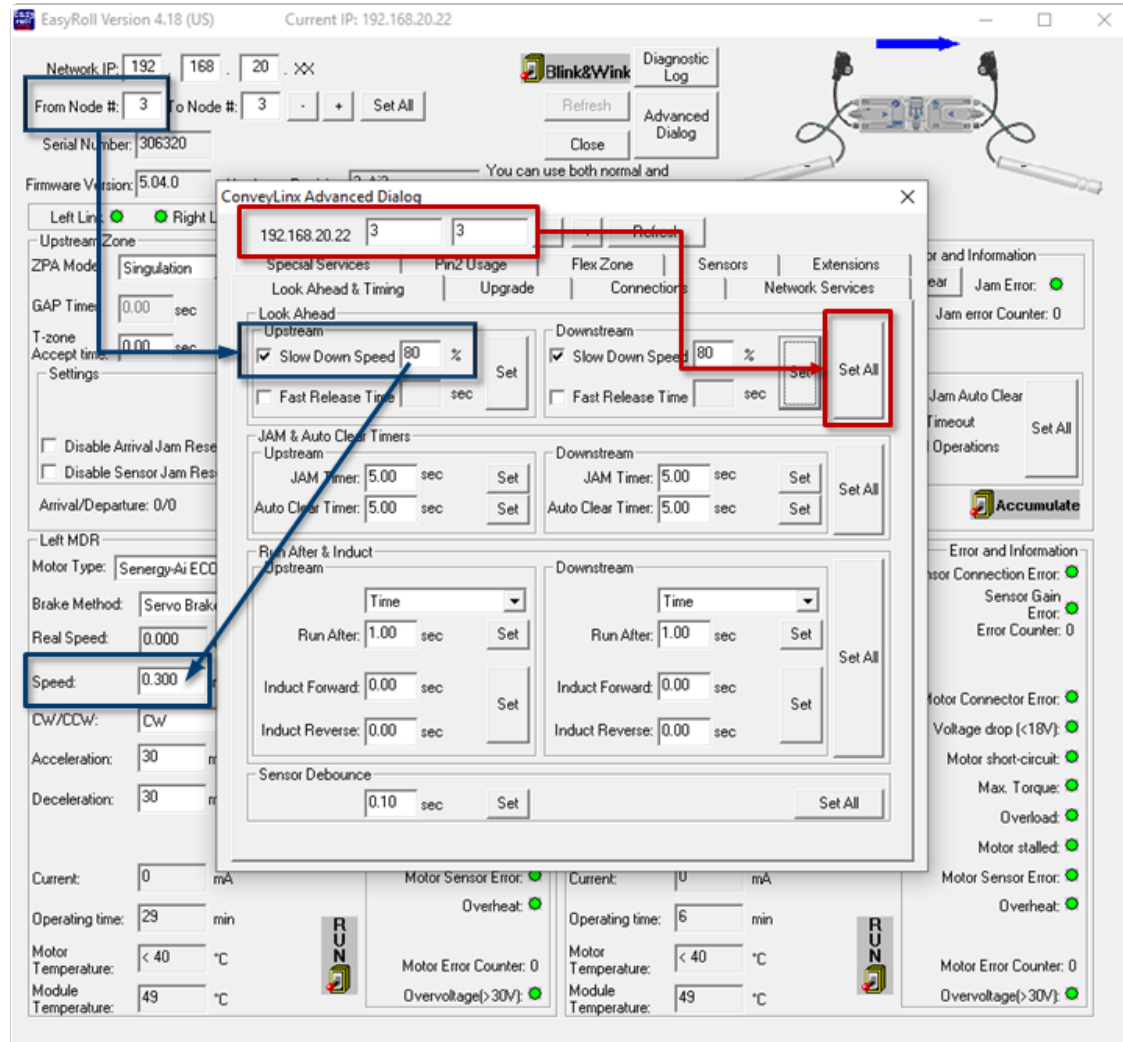 EasyRoll Version 4.18 (US) Current IP: 192.168.20.22
Network IP: 192 . 168 . 20 . XX
Blink&Wink
Diagnostic Log
From Node #: 3 To Node #: 3 - + Set All
Refresh
Advanced Dialog
Serial Number: 306320
Close
You can use both normal and
Firmware Version: 5.04.0
ConveyLinx Advanced Dialog
Left Link Right L
192.168.20.22 3 3 Refresh
Upstream Zone
ZPA Mode Singulation
GAP Timer 0.00 sec
T-zone
Accept time: 0.00 sec
Settings
Disable Arrival Jam Rese
Disable Sensor Jam Res
Arrival/Departure: 0/0
Special Services Pin2 Usage Flex Zone Sensors Extensions
Look Ahead & Timing Upgrade Connections Network Services
Look Ahead
Upstream
Slow Down Speed 80 %
Fast Release Time sec
Set
Downstream
Slow Down Speed 80 %
Fast Release Time sec
Set
Set All
JAM & Auto Clear Timers
Upstream
JAM Timer: 5.00 sec Set
Auto Clear Timer: 5.00 sec Set
Downstream
JAM Timer: 5.00 sec Set
Auto Clear Timer: 5.00 sec Set
Set All
Run After & Induct
Upstream
Time
Run After: 1.00 sec Set
Induct Forward: 0.00 sec
Induct Reverse: 0.00 sec
Set
Downstream
Time
Run After: 1.00 sec Set
Induct Forward: 0.00 sec
Induct Reverse: 0.00 sec
Set
Set All
Sensor Debounce
0.10 sec Set Set All
or and Information
ear Jam Error:
Jam error Counter: 0
Jam Auto Clear
Timeout
Operations
Set All
Accumulate
Left MDR
Motor Type: Senergy-Ai ECO
Brake Method: Servo Brak
Real Speed: 0.000
Speed: 0.300
CW/CCW: CW
Acceleration: 30
Deceleration: 30
Current: 0 mA
Operating time: 29 min
Motor
Temperature: < 40 °C
Module
Temperature: 49 °C
RUN
Motor Sensor Error:
Overheat:
Motor Error Counter: 0
Overvoltage(>30V):
Current: 0 mA
Operating time: 6 min
Motor
Temperature: < 40 °C
Module
Temperature: 49 °C
RUN
Error and Information
nsor Connection Error:
Sensor Gain
Error:
Error Counter: 0
Motor Connector Error:
Voltage drop (<18V):
Motor short-circuit:
Max. Torque:
Overload:
Motor stalled:
Motor Sensor Error:
Overheat:
Motor Error Counter: 0
Overvoltage(>30V):